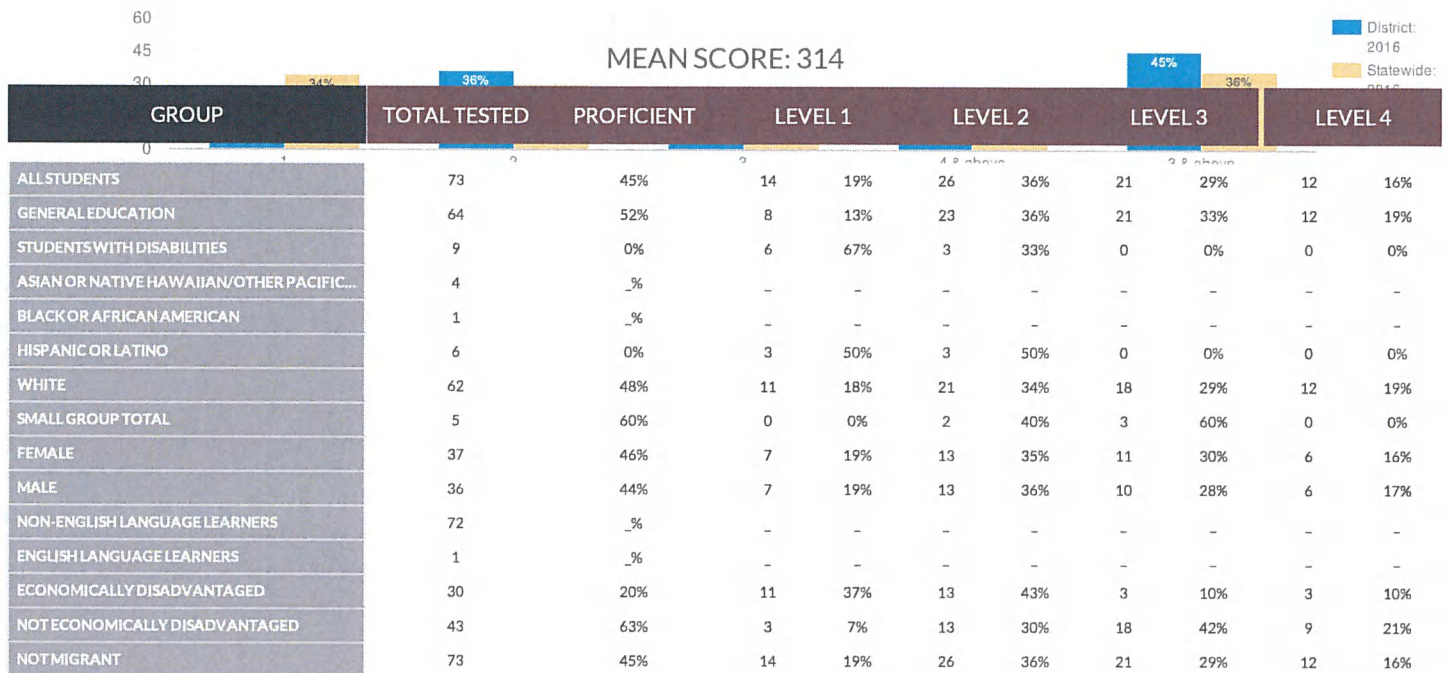 60
District:
2016
45
MEAN SCORE: 314
45%
Statewide:
30
34%
36%
36%
GROUP TOTAL TESTED PROFICIENT LEVEL 1 LEVEL 2 LEVEL 3 LEVEL 4
0
ALL STUDENTS 73 45% 14 19% 26 36% 21 29% 12 16%
GENERAL EDUCATION 64 52% 8 13% 23 36% 21 33% 12 19%
STUDENTS WITH DISABILITIES 9 0% 6 67% 3 33% 0 0% 0 0%
ASIAN OR NATIVE HAWAIIAN/OTHER PACIFIC... 4 _% – – – – – – – –
BLACK OR AFRICAN AMERICAN 1 _% – – – – – – – –
HISPANIC OR LATINO 6 0% 3 50% 3 50% 0 0% 0 0%
WHITE 62 48% 11 18% 21 34% 18 29% 12 19%
SMALL GROUP TOTAL 5 60% 0 0% 2 40% 3 60% 0 0%
FEMALE 37 46% 7 19% 13 35% 11 30% 6 16%
MALE 36 44% 7 19% 13 36% 10 28% 6 17%
NON-ENGLISH LANGUAGE LEARNERS 72 _% – – – – – – – –
ENGLISH LANGUAGE LEARNERS 1 _% – – – – – – – –
ECONOMICALLY DISADVANTAGED 30 20% 11 37% 13 43% 3 10% 3 10%
NOT ECONOMICALLY DISADVANTAGED 43 63% 3 7% 13 30% 18 42% 9 21%
NOT MIGRANT 73 45% 14 19% 26 36% 21 29% 12 16%